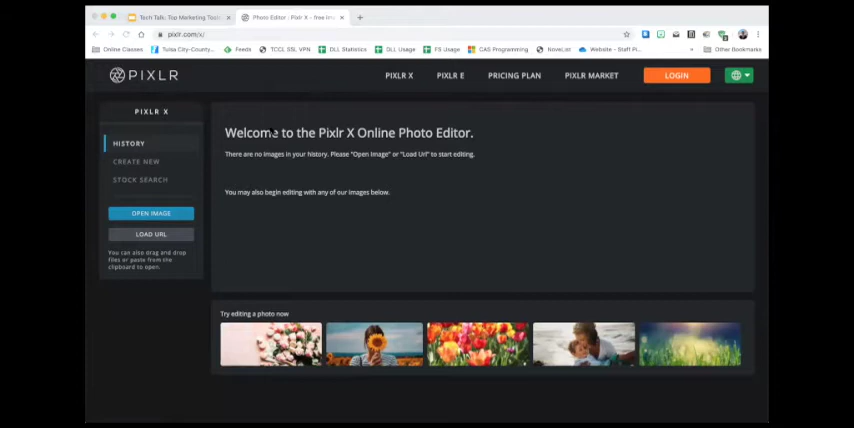 Tech Talk: Top Marketing Tools
Photo Editor : Pixlr X - free im
pixlr.com/x/
Online Classes
Tulsa City-County...
Feeds
TCCL SSL VPN
DLL Statistics
DLL Usage
FS Usage
CAS Programming
NoveList
Website - Staff Pi...
»
Other Bookmarks
PIXLR
PIXLR X
PIXLR E
PRICING PLAN
PIXLR MARKET
LOGIN
PIXLR X
HISTORY
CREATE NEW
STOCK SEARCH
OPEN IMAGE
LOAD URL
You can also drag and drop
files or paste from the
clipboard to open.
Welcome to the Pixlr X Online Photo Editor.
There are no images in your history. Please "Open Image" or "Load Url" to start editing.
You may also begin editing with any of our images below.
Try editing a photo now